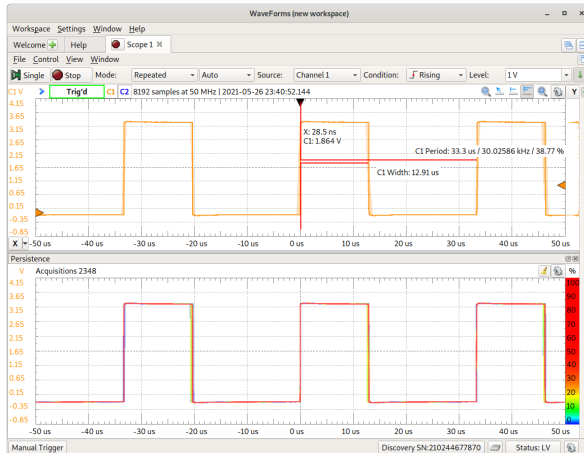 WaveForms (new workspace)
Workspace Settings Window Help
Welcome Help Scope 1
File Control View Window
Single Stop Mode: Repeated Auto Source: Channel 1 Condition: Rising Level: 1 V
C1 V Trig'd C1 C2 8192 samples at 50 MHz | 2021-05-26 23:40:52.144 Y
4.15
3.65
3.15
2.65
2.15
1.65
1.15
0.65
0.15
-0.35
-0.85
X: 28.5 ns
C1: 1.864 V
C1 Period: 33.3 us / 30.02586 kHz / 38.77 %
C1 Width: 12.91 us
X -50 us -40 us -30 us -20 us -10 us 0 us 10 us 20 us 30 us 40 us 50 us
Persistence
V Acquisitions 2348 %
4.15
3.65
3.15
2.65
2.15
1.65
1.15
0.65
0.15
-0.35
-0.85
100
90
80
70
60
50
40
30
20
10
0
-50 us -40 us -30 us -20 us -10 us 0 us 10 us 20 us 30 us 40 us 50 us
Manual Trigger Discovery SN:210244677870 Status: LV